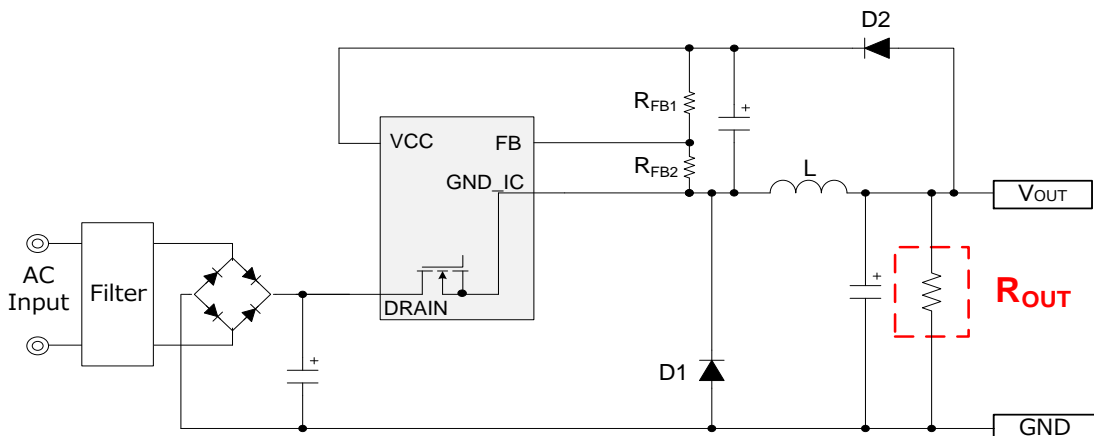 D2
RFB1
+
VCC
FB
RFB2
GND_IC
L
VOUT
AC
Input
Filter
DRAIN
+
ROUT
+
D1
GND